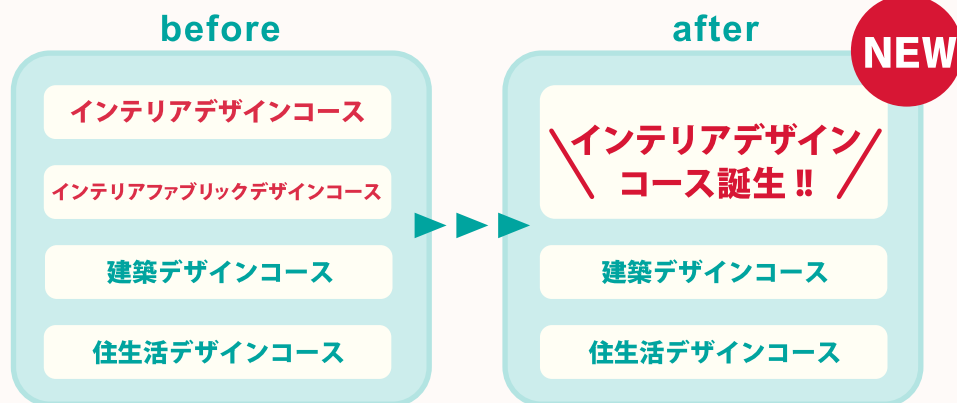 before
インテリアデザインコース
インテリアファブリックデザインコース
建築デザインコース
住生活デザインコース
after
NEW
インテリアデザイン
コース誕生!!
建築デザインコース
住生活デザインコース